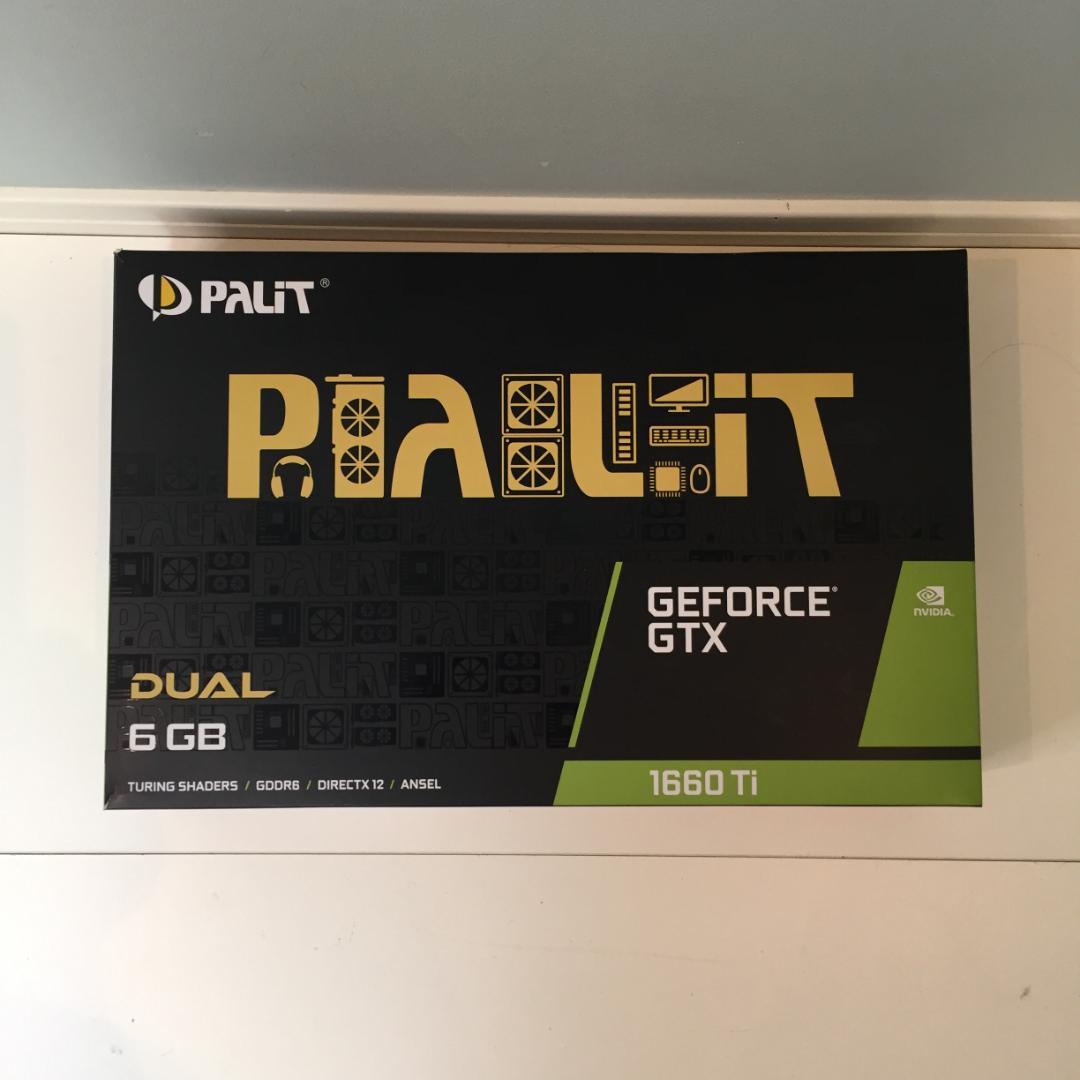 PALiT®
PALiT
GEFORCE®
GTX
NVIDIA.
DUAL
6 GB
TURING SHADERS / GDDR6 / DIRECTX 12 / ANSEL
1660 Ti